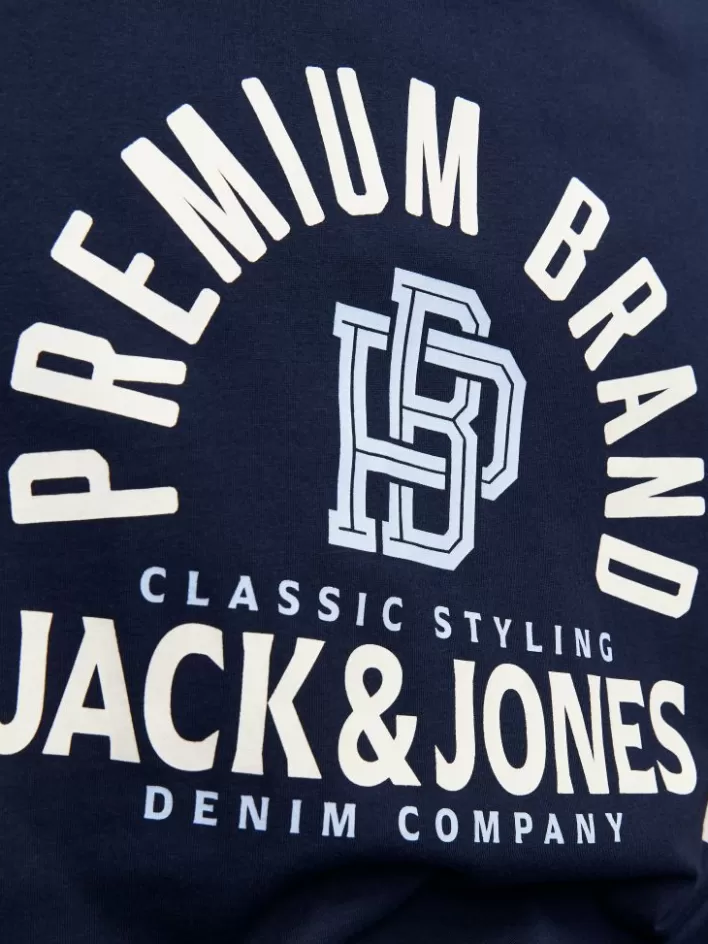 PREMIUM BRAND
CLASSIC STYLING
JACK & JONES
DENIM COMPANY